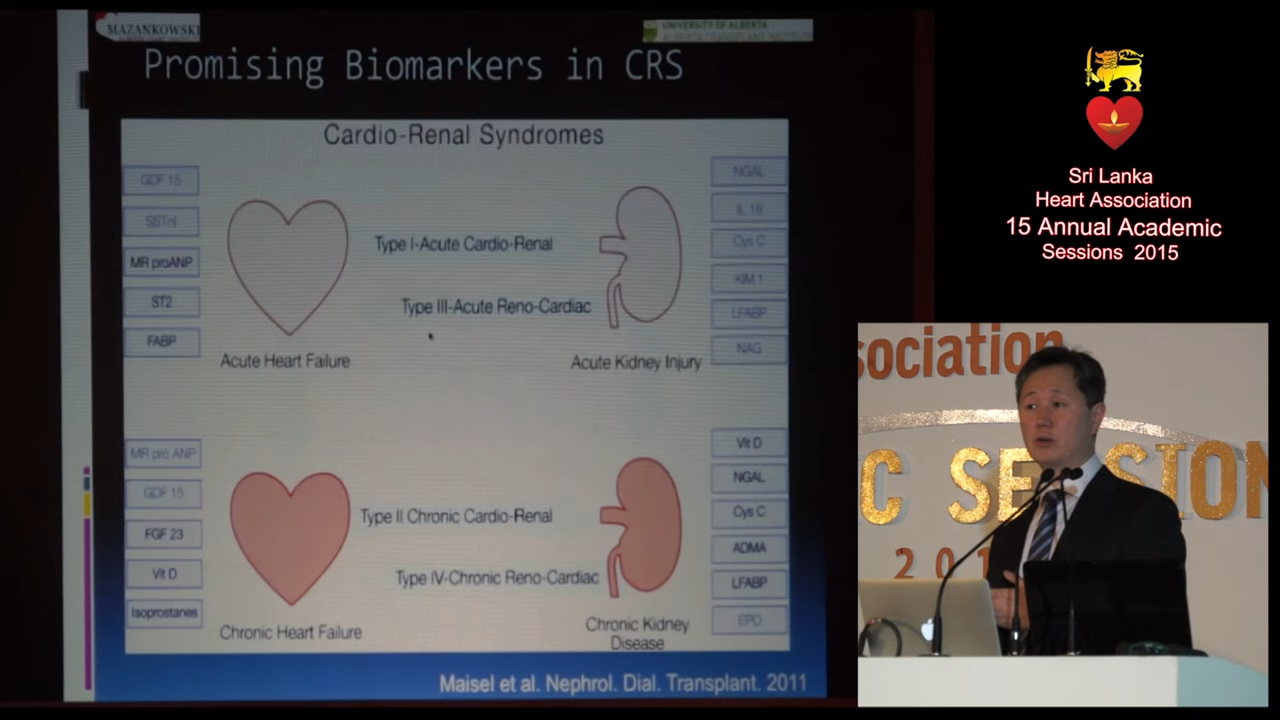 MAZANKOWSKI
UNIVERSITY OF ALBERTA
ALBERTA TRANSPLANT INSTITUTE
Promising Biomarkers in CRS
Cardio-Renal Syndromes
GDF 15
SSTnI
MR proANP
ST2
FABP
Acute Heart Failure
Type I-Acute Cardio-Renal
Type III-Acute Reno-Cardiac
Acute Kidney Injury
NGAL
IL 18
Cys C
KIM 1
LFABP
NAG
MR pro ANP
GDF 15
FGF 23
Vit D
Isoprostanes
Chronic Heart Failure
Type II Chronic Cardio-Renal
Type IV-Chronic Reno-Cardiac
Chronic Kidney
Disease
Vit D
NGAL
Cys C
ADMA
LFABP
EPO
Maisel et al. Nephrol. Dial. Transplant. 2011
Sri Lanka
Heart Association
15 Annual Academic
Sessions 2015
sociation
C SESSION
201